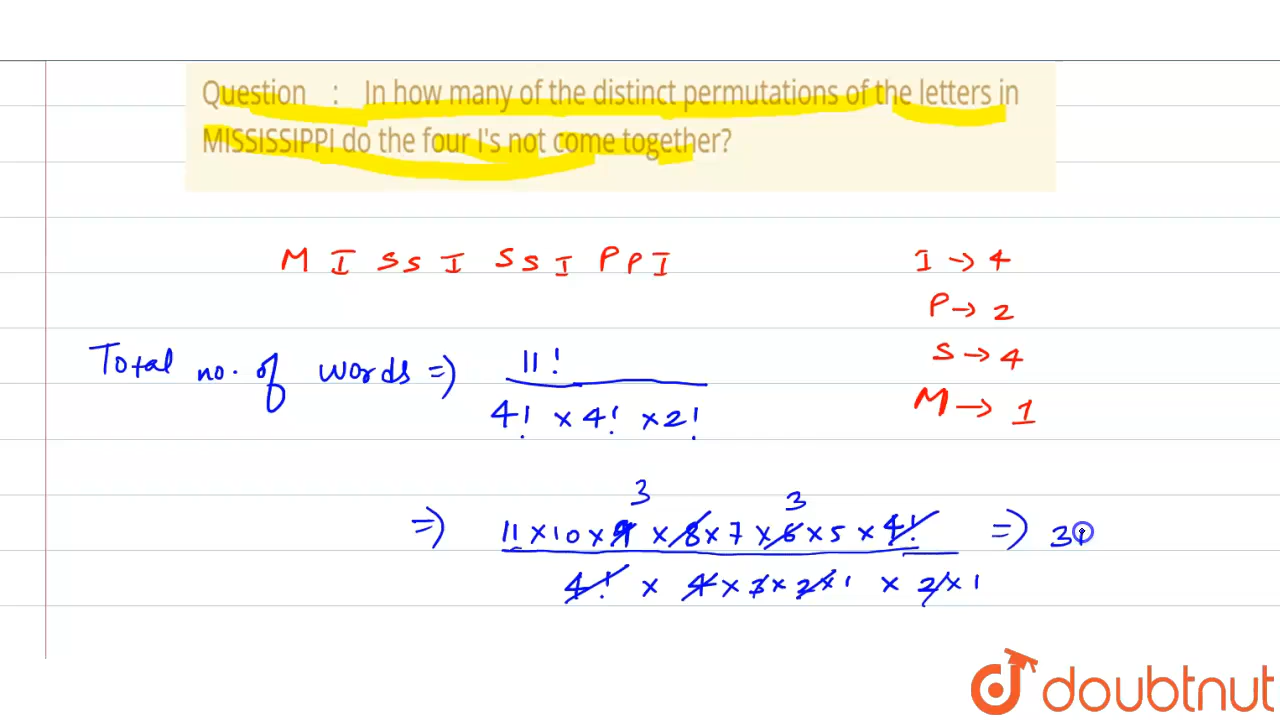 Question : In how many of the distinct permutations of the letters in
MISSISSIPPI do the four I's not come together?
M I S S I S S I P P I
I → 4
P → 2
S → 4
M → 1
Total no. of words ⇒ 11!
4! × 4! × 2!
3 3
⇒ 11 × 10 × 9 × 8 × 7 × 6 × 5 × 4! ⇒ 3
4! × 4 × 3 × 2 × 1 × 2 × 1
doubtnut